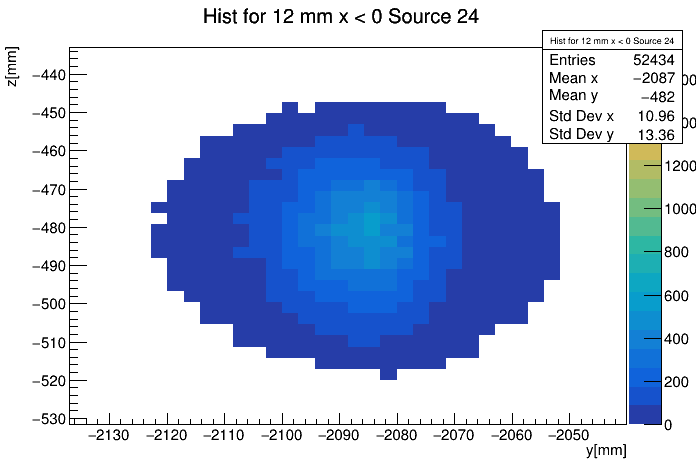 Hist for 12 mm x < 0 Source 24
z[mm]
Hist for 12 mm x < 0 Source 24
Entries 52434
Mean x −2087
Mean y −482
Std Dev x 10.96
Std Dev y 13.36
−440
−450
−460
−470
−480
−490
−500
−510
−520
−530
−2130 −2120 −2110 −2100 −2090 −2080 −2070 −2060 −2050
y[mm]
1200
1000
800
600
400
200
0